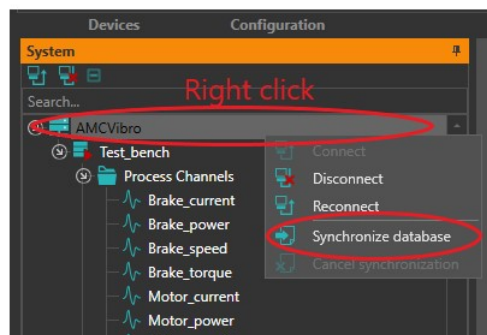 Devices Configuration
System
Right click
Search...
AMCVibro
Test_bench
Connect
Process Channels
Disconnect
Brake_current
Reconnect
Brake_power
Brake_speed
Synchronize database
Brake_torque
Cancel synchronization
Motor_current
Motor_power